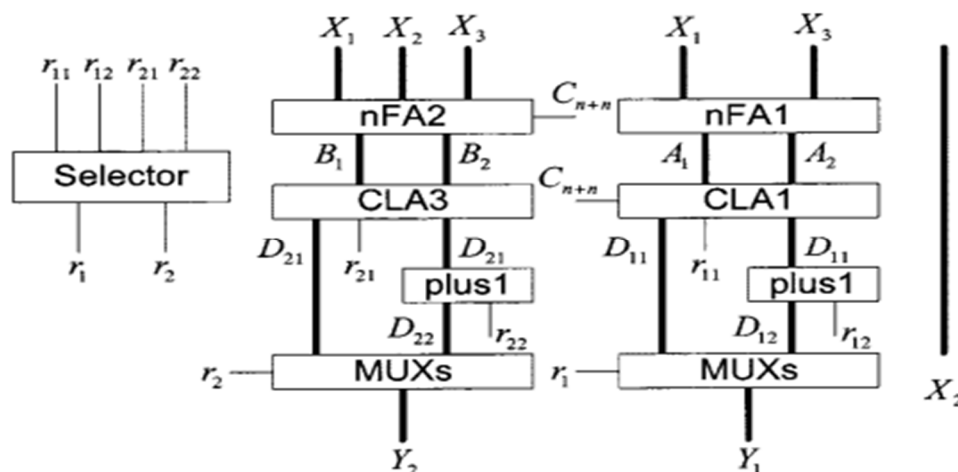 X₁ X₂ X₃ X₁ X₃
r₁₁ r₁₂ r₂₁ r₂₂
nFA2 Cₙ₊ₙ nFA1
B₁ B₂ A₁ A₂
Selector
CLA3 Cₙ₊ₙ CLA1
r₁ r₂
D₂₁ r₂₁ D₂₁ D₁₁ r₁₁ D₁₁
plus1 plus1
D₂₂ r₂₂ D₁₂ r₁₂
r₂ MUXs r₁ MUXs
X₂
Y₂ Y₁